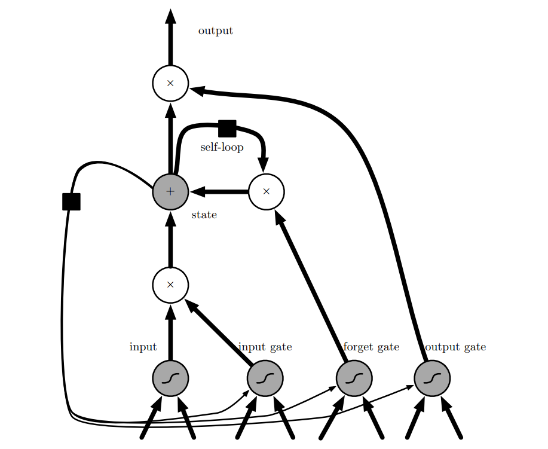 output
×
self-loop
+
×
state
×
input
input gate
forget gate
output gate